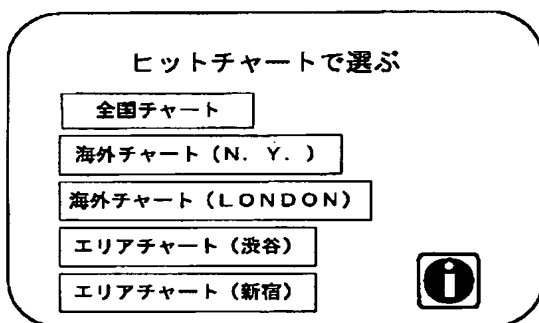 ヒットチャートで選ぶ
全国チャート
海外チャート（N．Y．）
海外チャート（LONDON）
エリアチャート（渋谷）
エリアチャート（新宿）
i